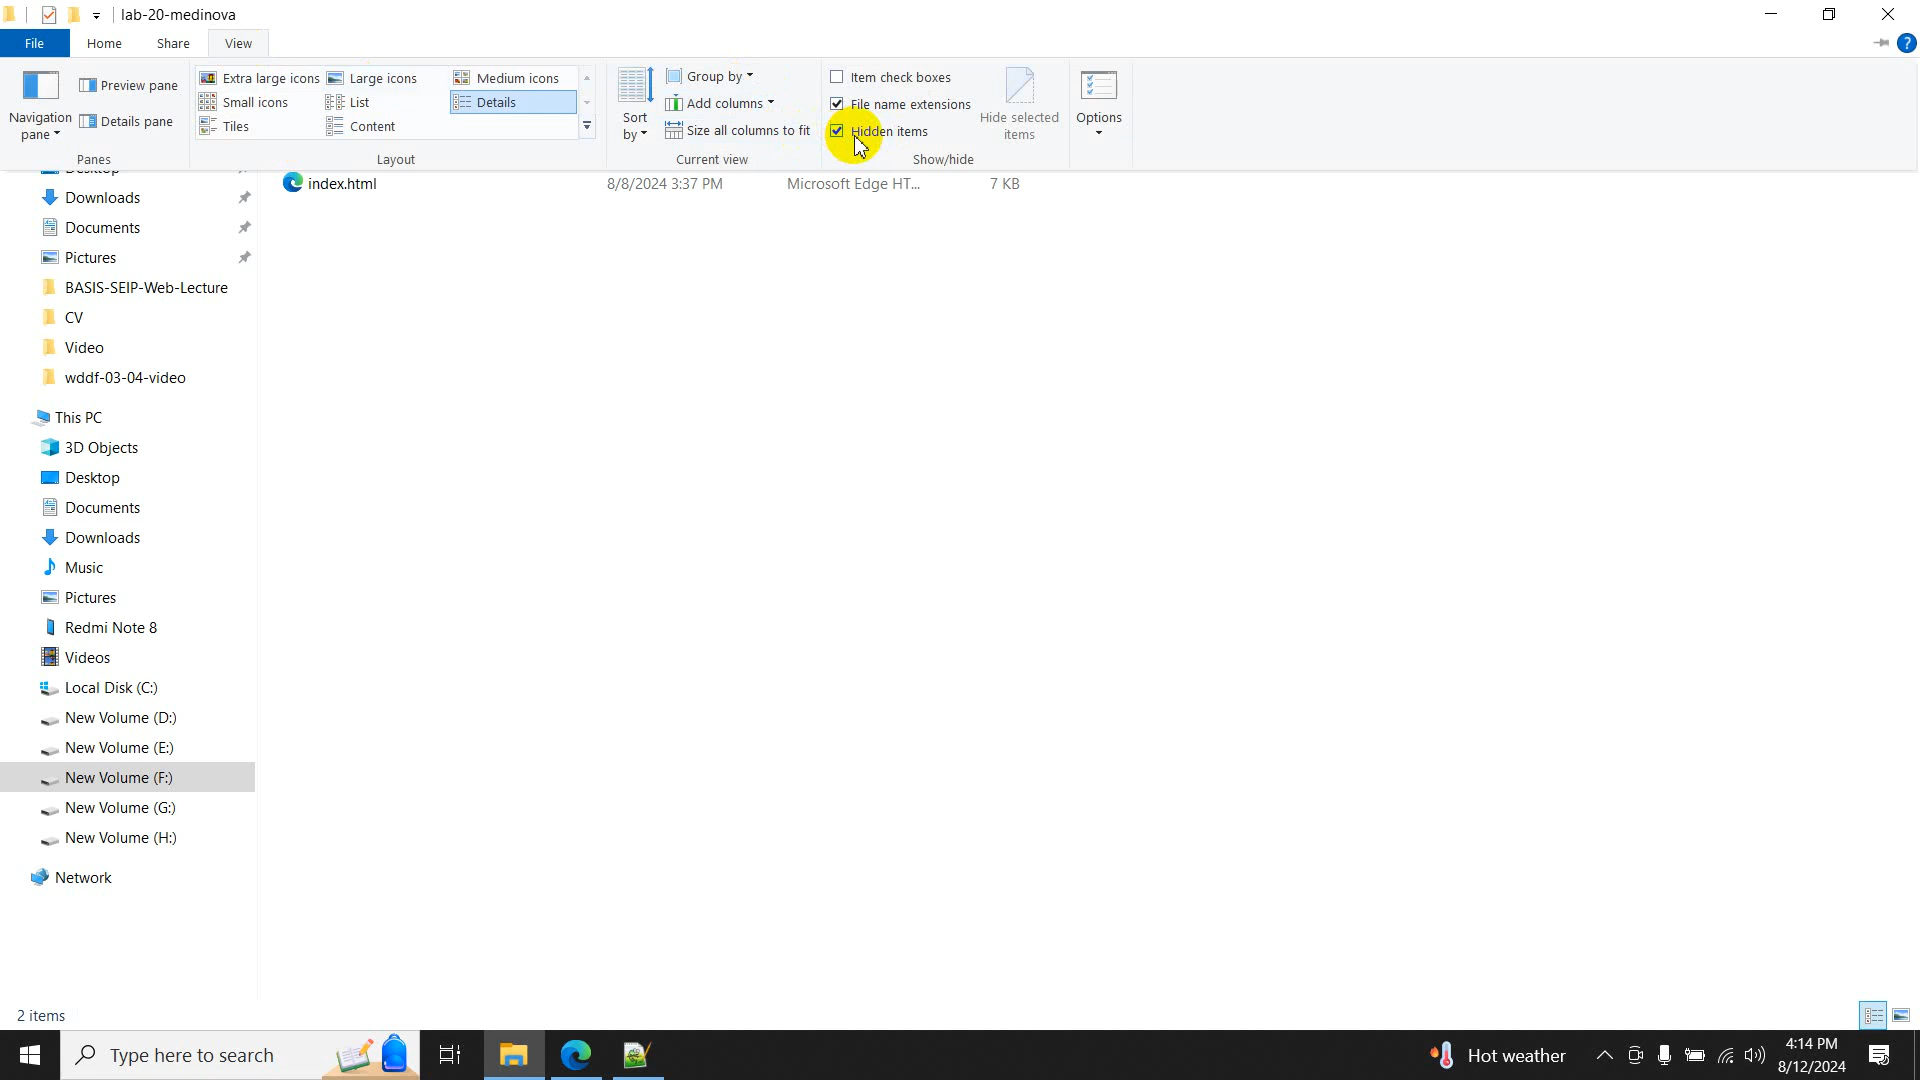 lab-20-medinova
File Home Share View
Navigation pane
Preview pane
Details pane
Panes
Extra large icons Large icons Medium icons
Small icons List Details
Tiles Content
Layout
Sort by
Group by
Add columns
Size all columns to fit
Current view
Item check boxes
File name extensions
Hidden items
Hide selected items
Show/hide
Options
Desktop
index.html 8/8/2024 3:37 PM Microsoft Edge HT... 7 KB
Downloads
Documents
Pictures
BASIS-SEIP-Web-Lecture
CV
Video
wddf-03-04-video
This PC
3D Objects
Desktop
Documents
Downloads
Music
Pictures
Redmi Note 8
Videos
Local Disk (C:)
New Volume (D:)
New Volume (E:)
New Volume (F:)
New Volume (G:)
New Volume (H:)
Network
2 items
Type here to search
Hot weather
4:14 PM
8/12/2024